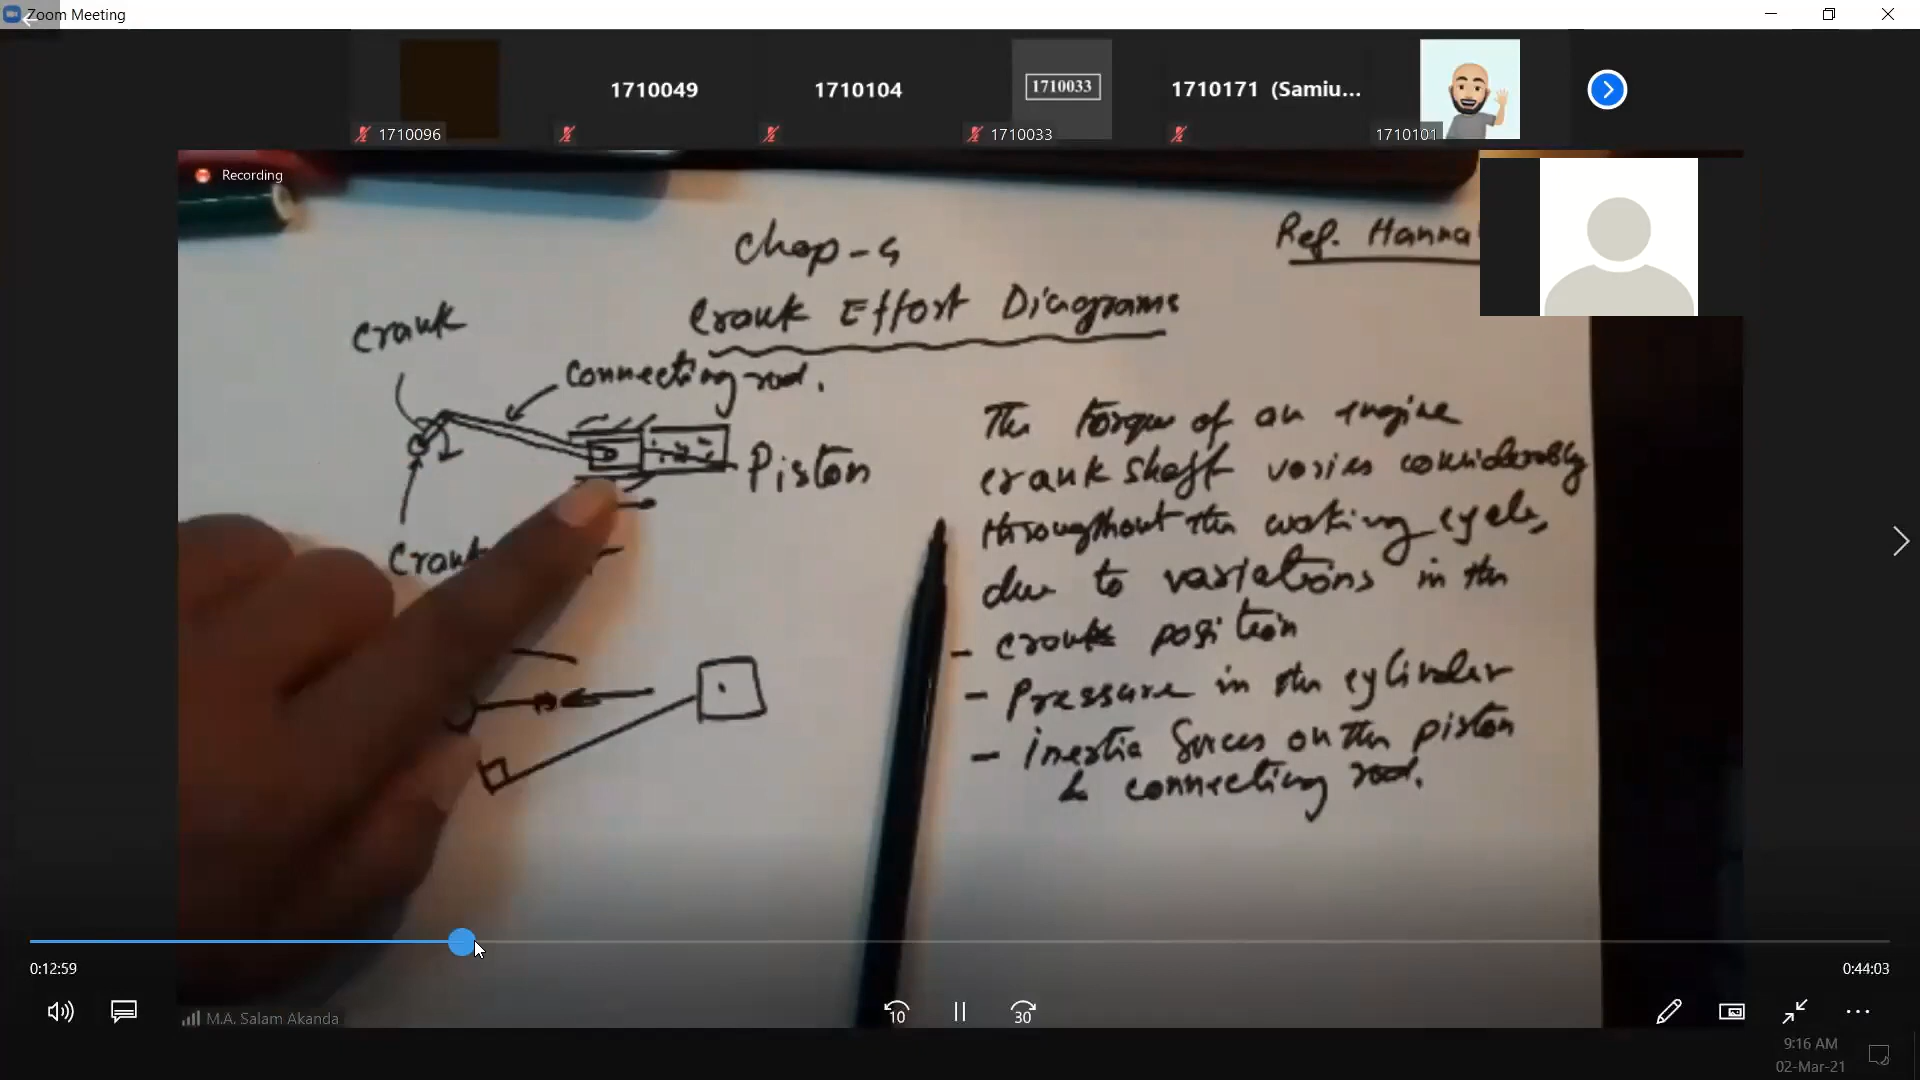 Zoom Meeting
1710096
1710049
1710104
1710033
1710033
1710171 (Samiu...
1710101
Recording
Chap-4
Ref. Hanna
Crank Effort Diagrams
crank
connecting rod.
Piston
Crank
The torque of an engine
crank shaft varies considerably
throughout the working cycle,
due to variations in the
- crank position
- Pressure in the cylinder
- inertia forces on the piston
& connecting rod.
0:12:59
0:44:03
10
30
M.A. Salam Akanda
9:16 AM
02-Mar-21